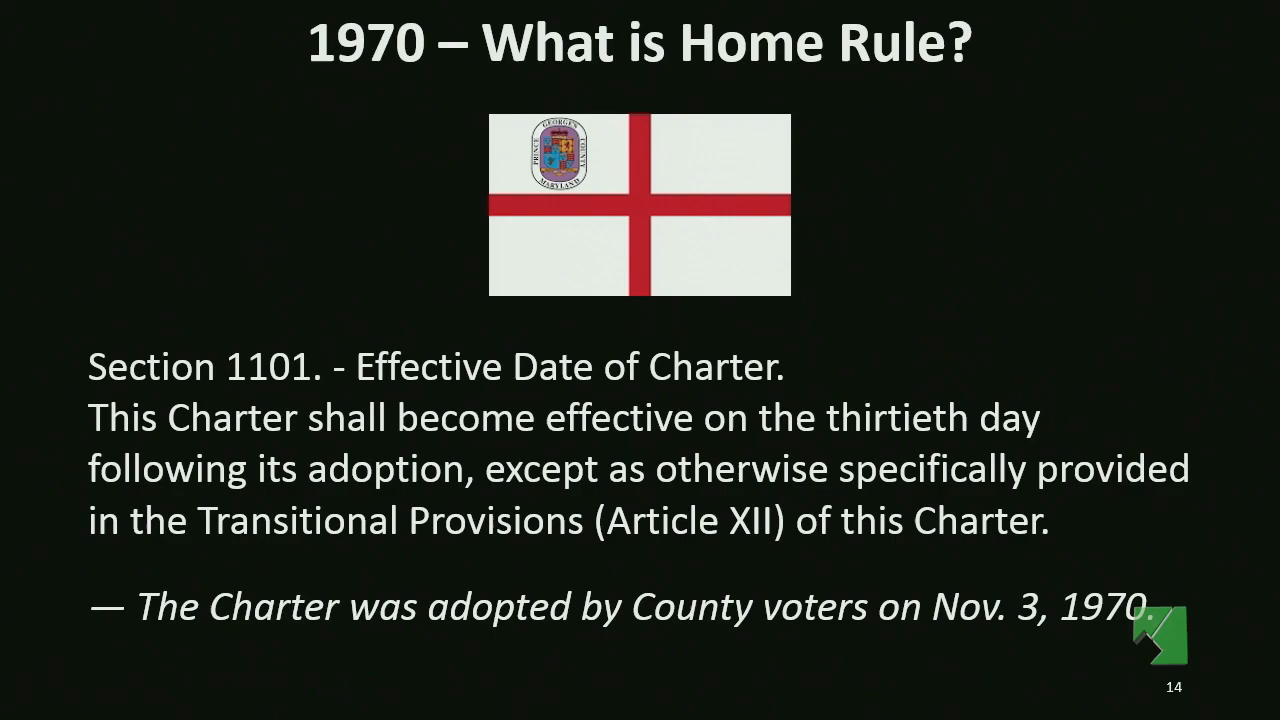 1970 – What is Home Rule?
GEORGE'S
PRINCE
COUNTY
MARYLAND
Section 1101. - Effective Date of Charter.
This Charter shall become effective on the thirtieth day
following its adoption, except as otherwise specifically provided
in the Transitional Provisions (Article XII) of this Charter.
— The Charter was adopted by County voters on Nov. 3, 1970.
14